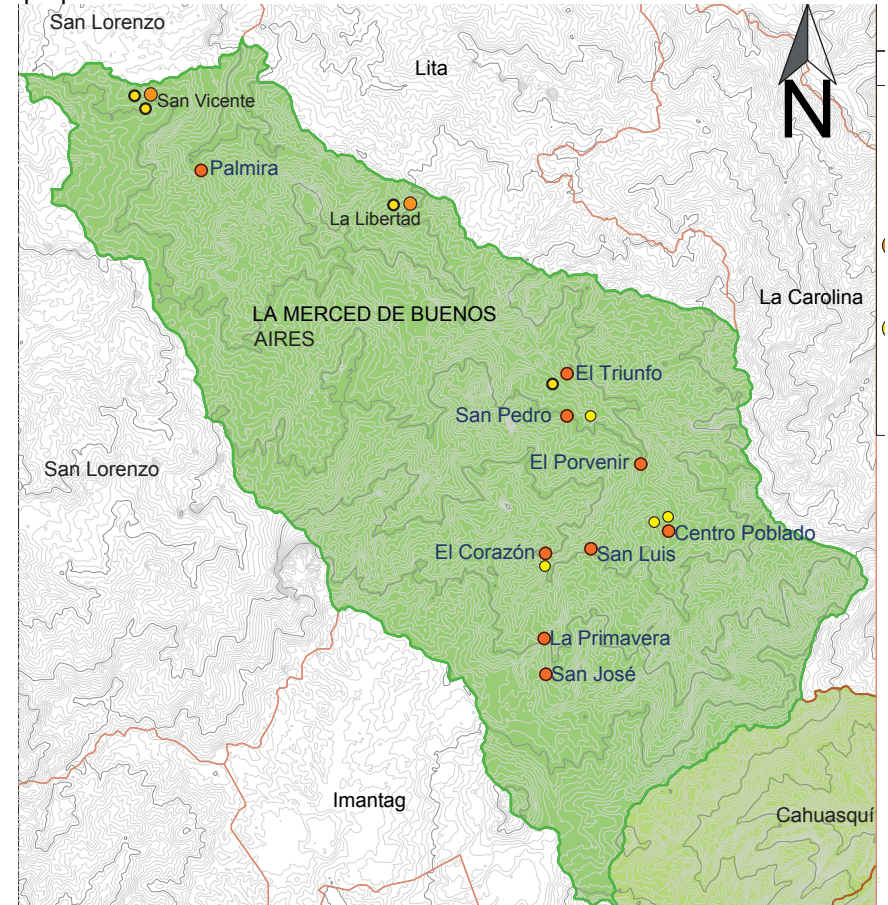 San Lorenzo
Lita
N
San Vicente
Palmira
La Libertad
La Carolina
LA MERCED DE BUENOS
AIRES
El Triunfo
San Pedro
El Porvenir
San Lorenzo
Centro Poblado
El Corazón
San Luis
La Primavera
San José
Imantag
Cahuasquí